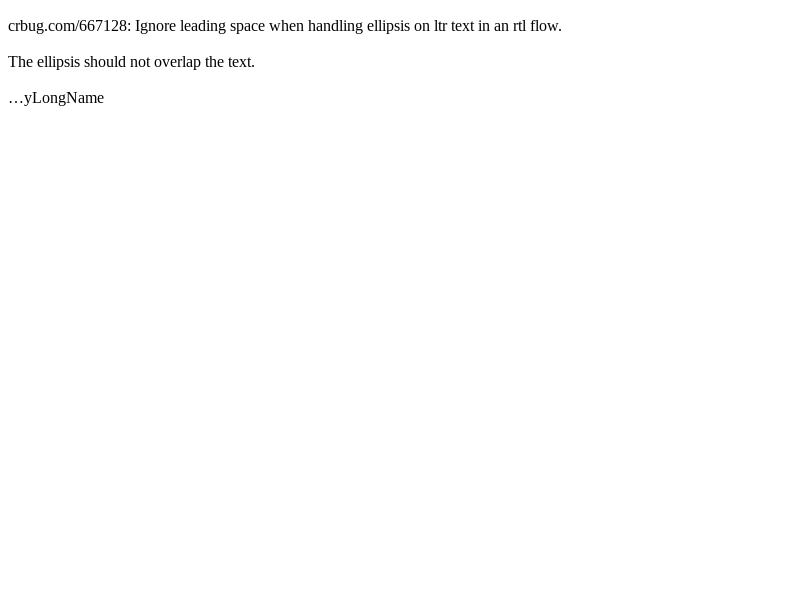 crbug.com/667128: Ignore leading space when handling ellipsis on ltr text in an rtl flow.
The ellipsis should not overlap the text.
…yLongName